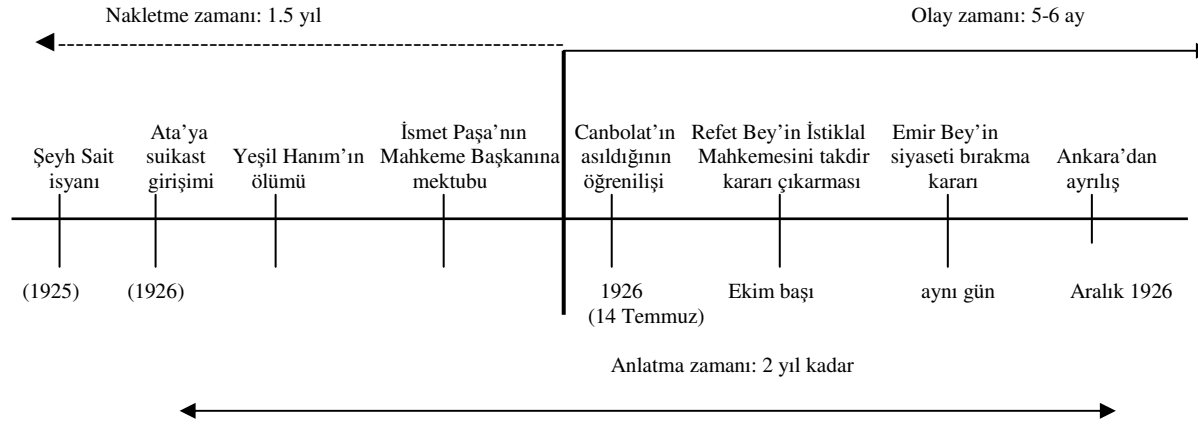 Nakletme zamanı: 1.5 yıl
Olay zamanı: 5-6 ay
Şeyh Sait
isyanı
Ata’ya
suikast
girişimi
Yeşil Hanım’ın
ölümü
İsmet Paşa’nın
Mahkeme Başkanına
mektubu
Canbolat’ın
asıldığının
öğrenilişi
Refet Bey’in İstiklal
Mahkemesini takdir
kararı çıkarması
Emir Bey’in
siyaseti bırakma
kararı
Ankara’dan
ayrılış
(1925)
(1926)
1926
(14 Temmuz)
Ekim başı
aynı gün
Aralık 1926
Anlatma zamanı: 2 yıl kadar